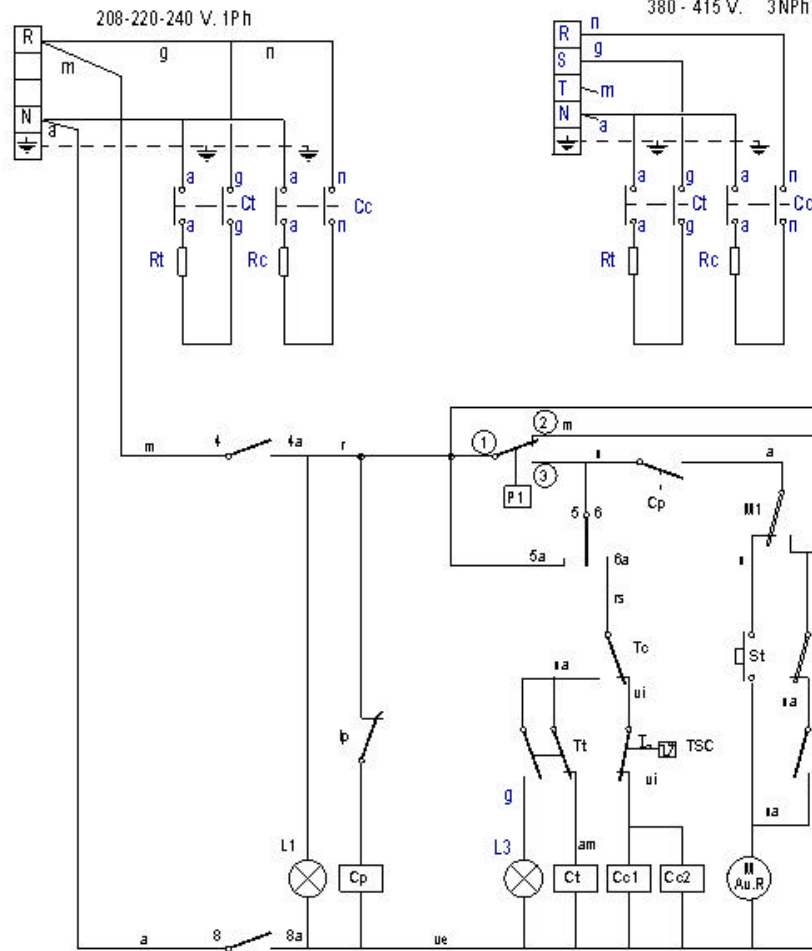 208-220-240 V. 1Ph
380 - 415 V. 3NPh
R
m
g
n
N
a
a g a n
Ct Cc
a g a n
Rt Rc
R n
S g
T m
N a
a g a n
Ct Cc
a g a n
Rt Rc
m 4 4a r 1 2 m
3 a
P1 Cp
5 6 M1
5a 6a
rs
Tc St
ui
Ip Tt TSC
ui
g
L1 L3 am
Cp Ct Cc1 Cc2 M
Au.R
a 8 8a ue